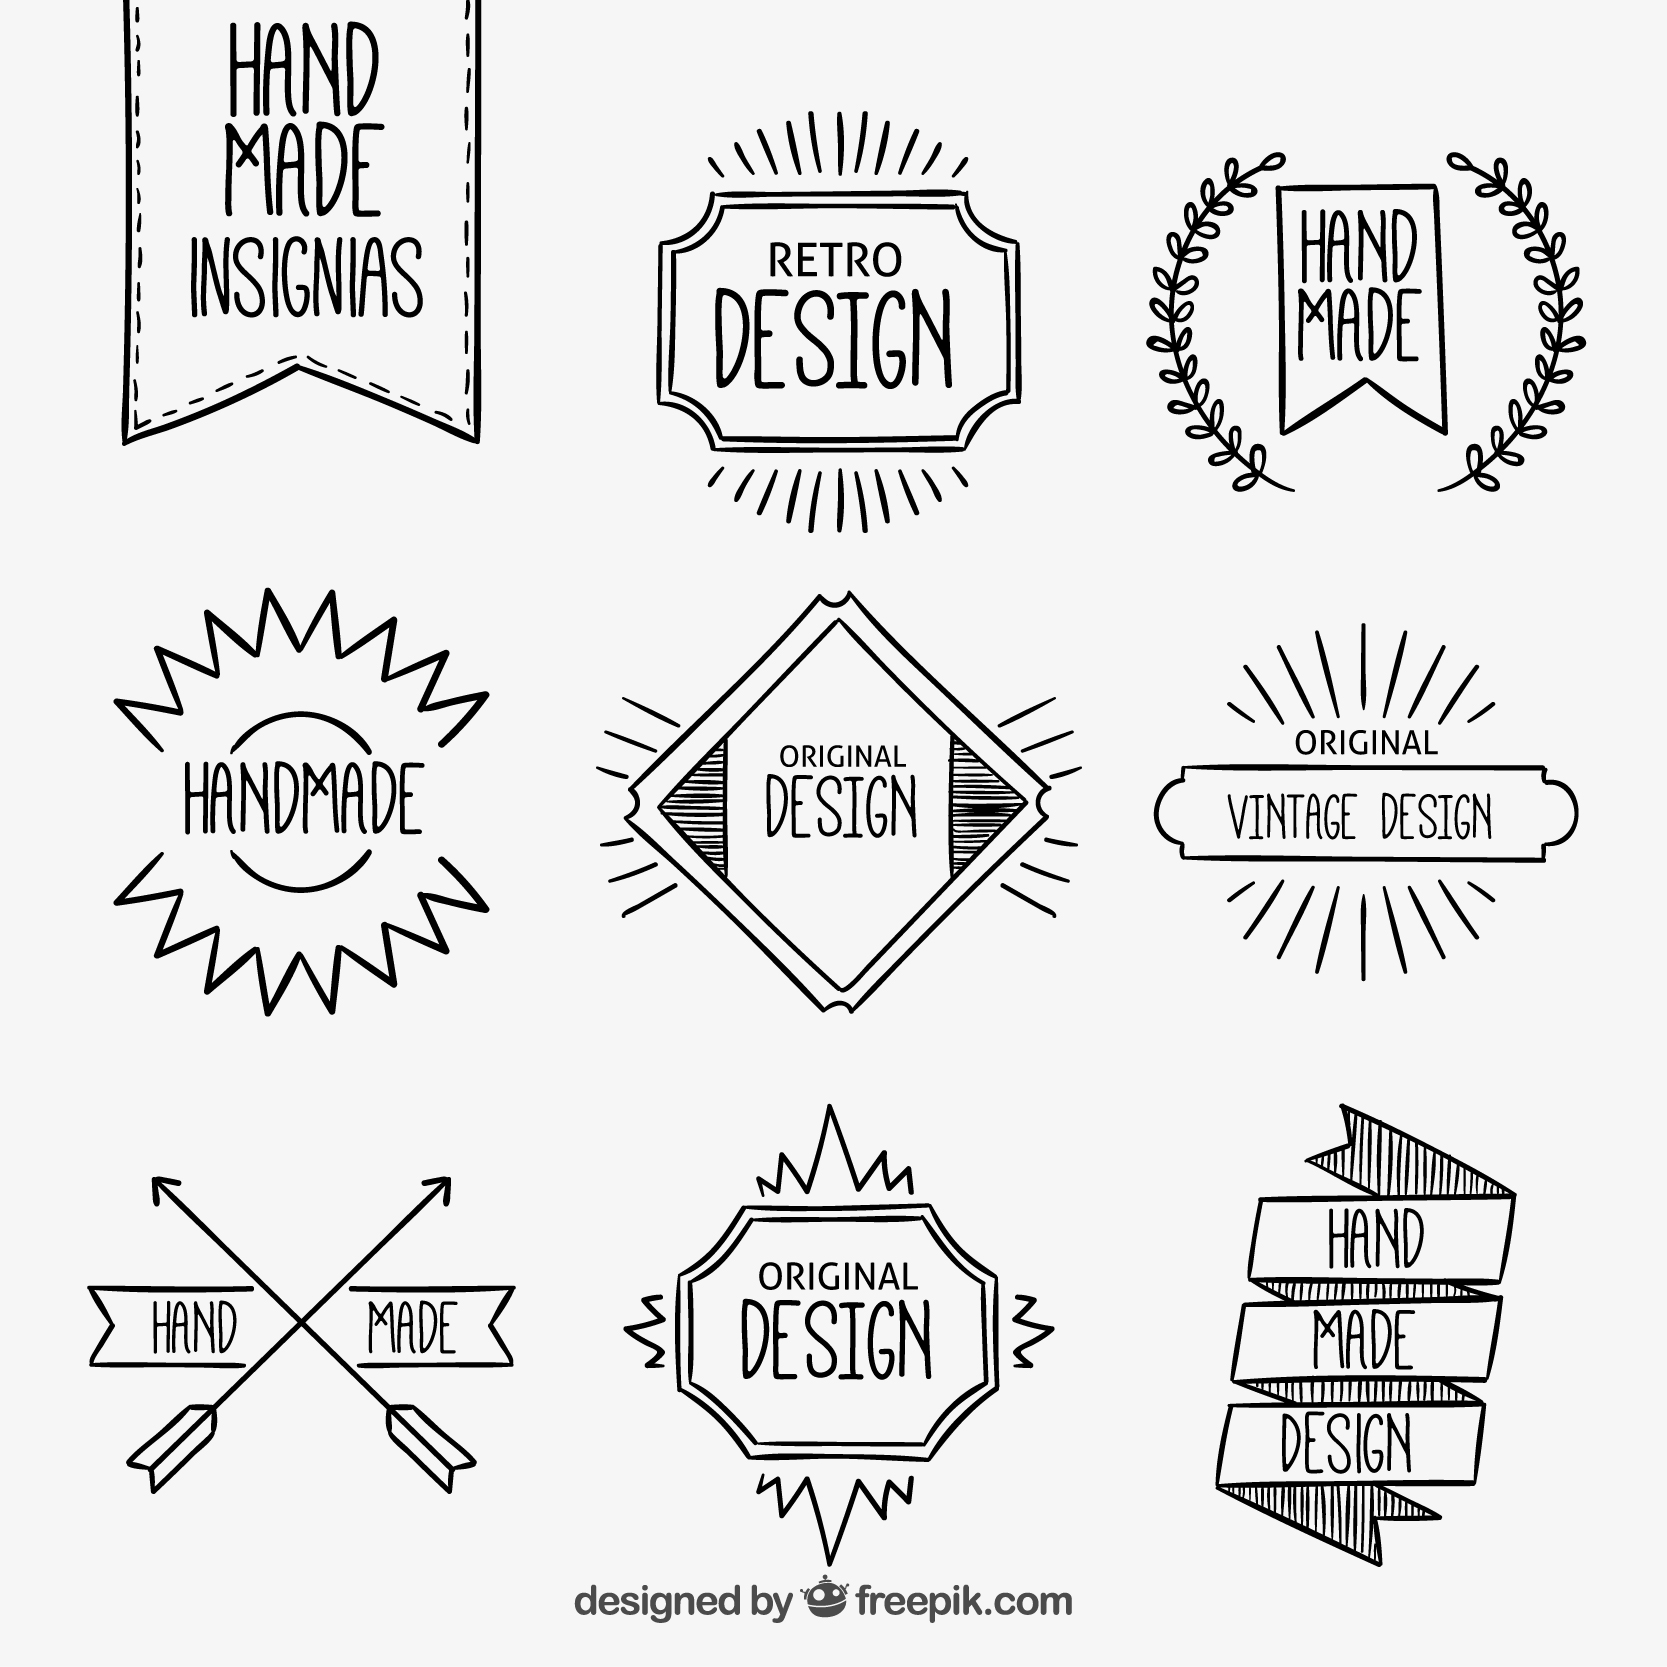 HAND
MADE
INSIGNIAS
RETRO
DESIGN
HAND
MADE
HANDMADE
ORIGINAL
DESIGN
ORIGINAL
VINTAGE DESIGN
HAND MADE
ORIGINAL
DESIGN
HAND
MADE
DESIGN
designed by freepik.com